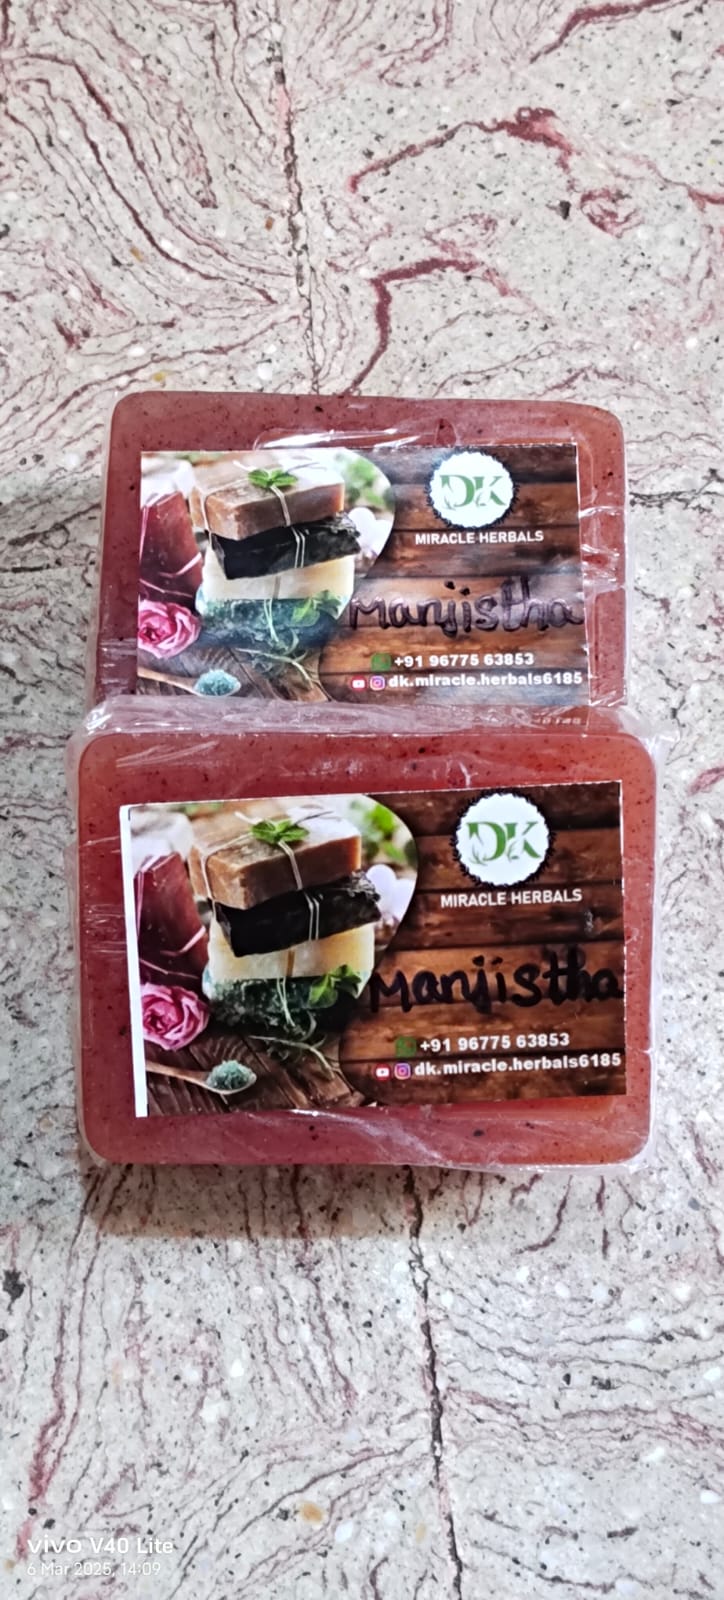 DK
MIRACLE HERBALS
Manjistha
+91 96775 63853
dk.miracle.herbals6185
DK
MIRACLE HERBALS
Manjistha
+91 96775 63853
dk.miracle.herbals6185
vivo V40 Lite
6 Mar 2025, 14:09